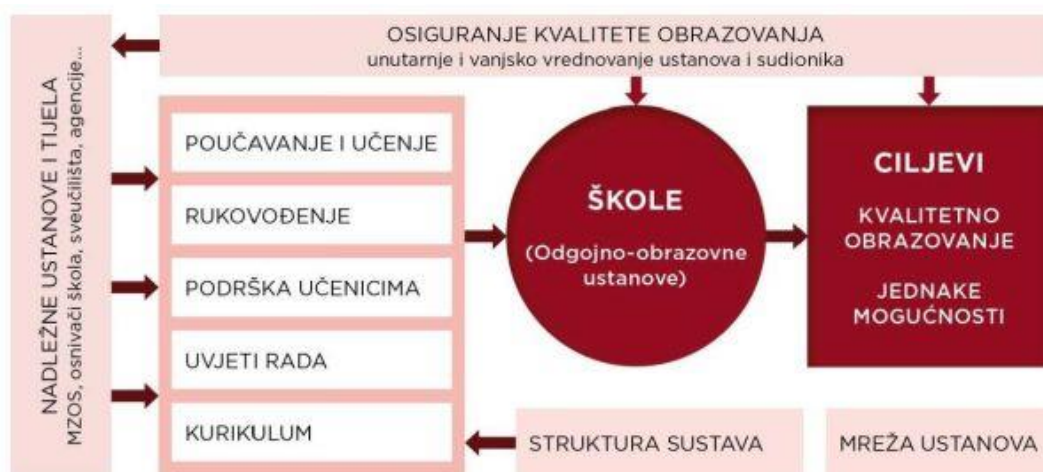 OSIGURANJE KVALITETE OBRAZOVANJA
unutarnje i vanjsko vrednovanje ustanova i sudionika
NADLEŽNE USTANOVE I TIJELA
MZOS, osnivači škola, sveučilišta, agencije...
POUČAVANJE I UČENJE
RUKOVOĐENJE
PODRŠKA UČENICIMA
UVJETI RADA
KURIKULUM
ŠKOLE
(Odgojno-obrazovne
ustanove)
CILJEVI
KVALITETNO
OBRAZOVANJE
JEDNAKE
MOGUĆNOSTI
STRUKTURA SUSTAVA
MREŽA USTANOVA